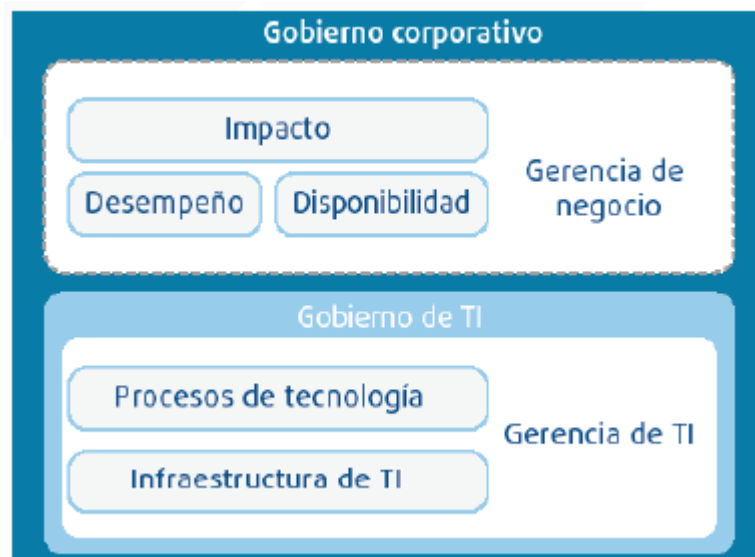 Gobierno corporativo
Impacto
Desempeño
Disponibilidad
Gerencia de
negocio
Gobierno de TI
Procesos de tecnología
Infraestructura de TI
Gerencia de TI